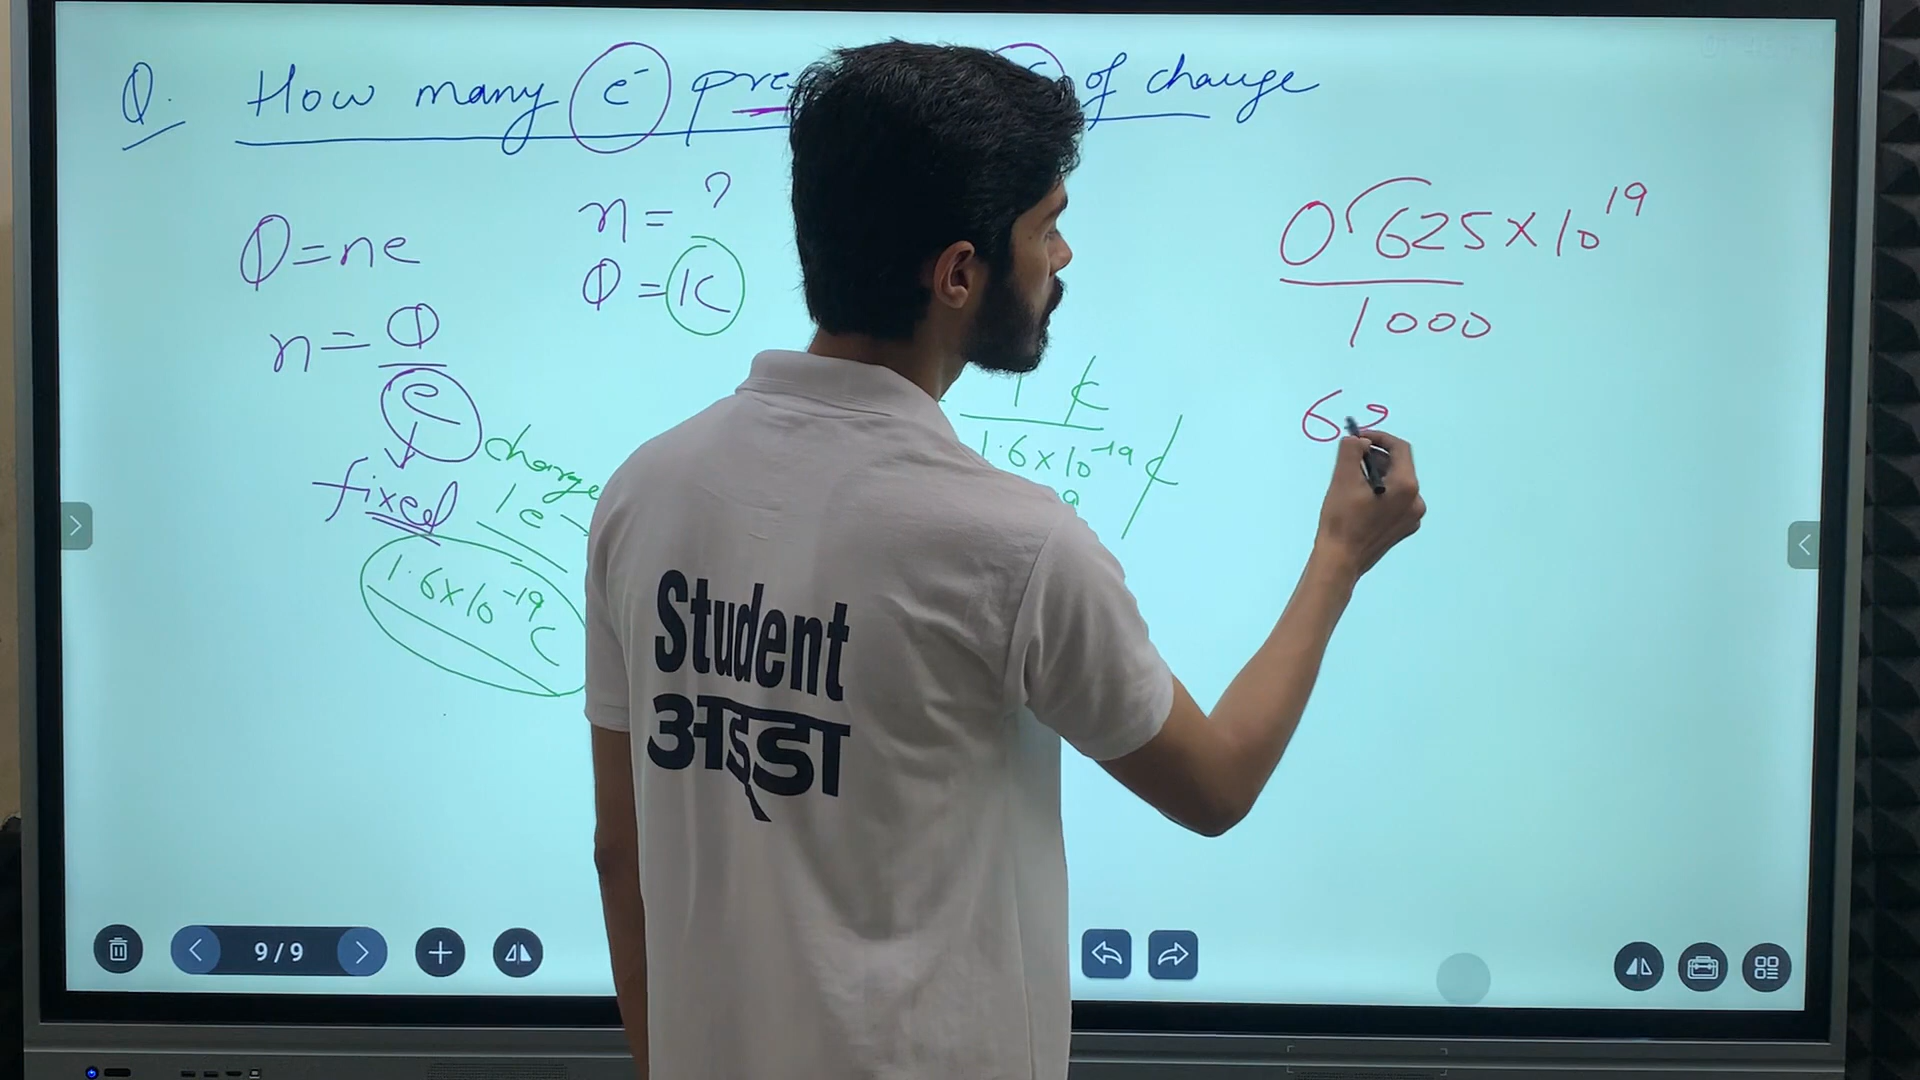 Q. How many e⁻ pre of charge
Q = ne
n = ?
Q = 1C
n = Q/e
fixed
charge
1e⁻
1.6×10⁻¹⁹ C
1 C
1.6×10⁻¹⁹ C
0 625×10¹⁹
1000
62
Student
अड्डा
9/9